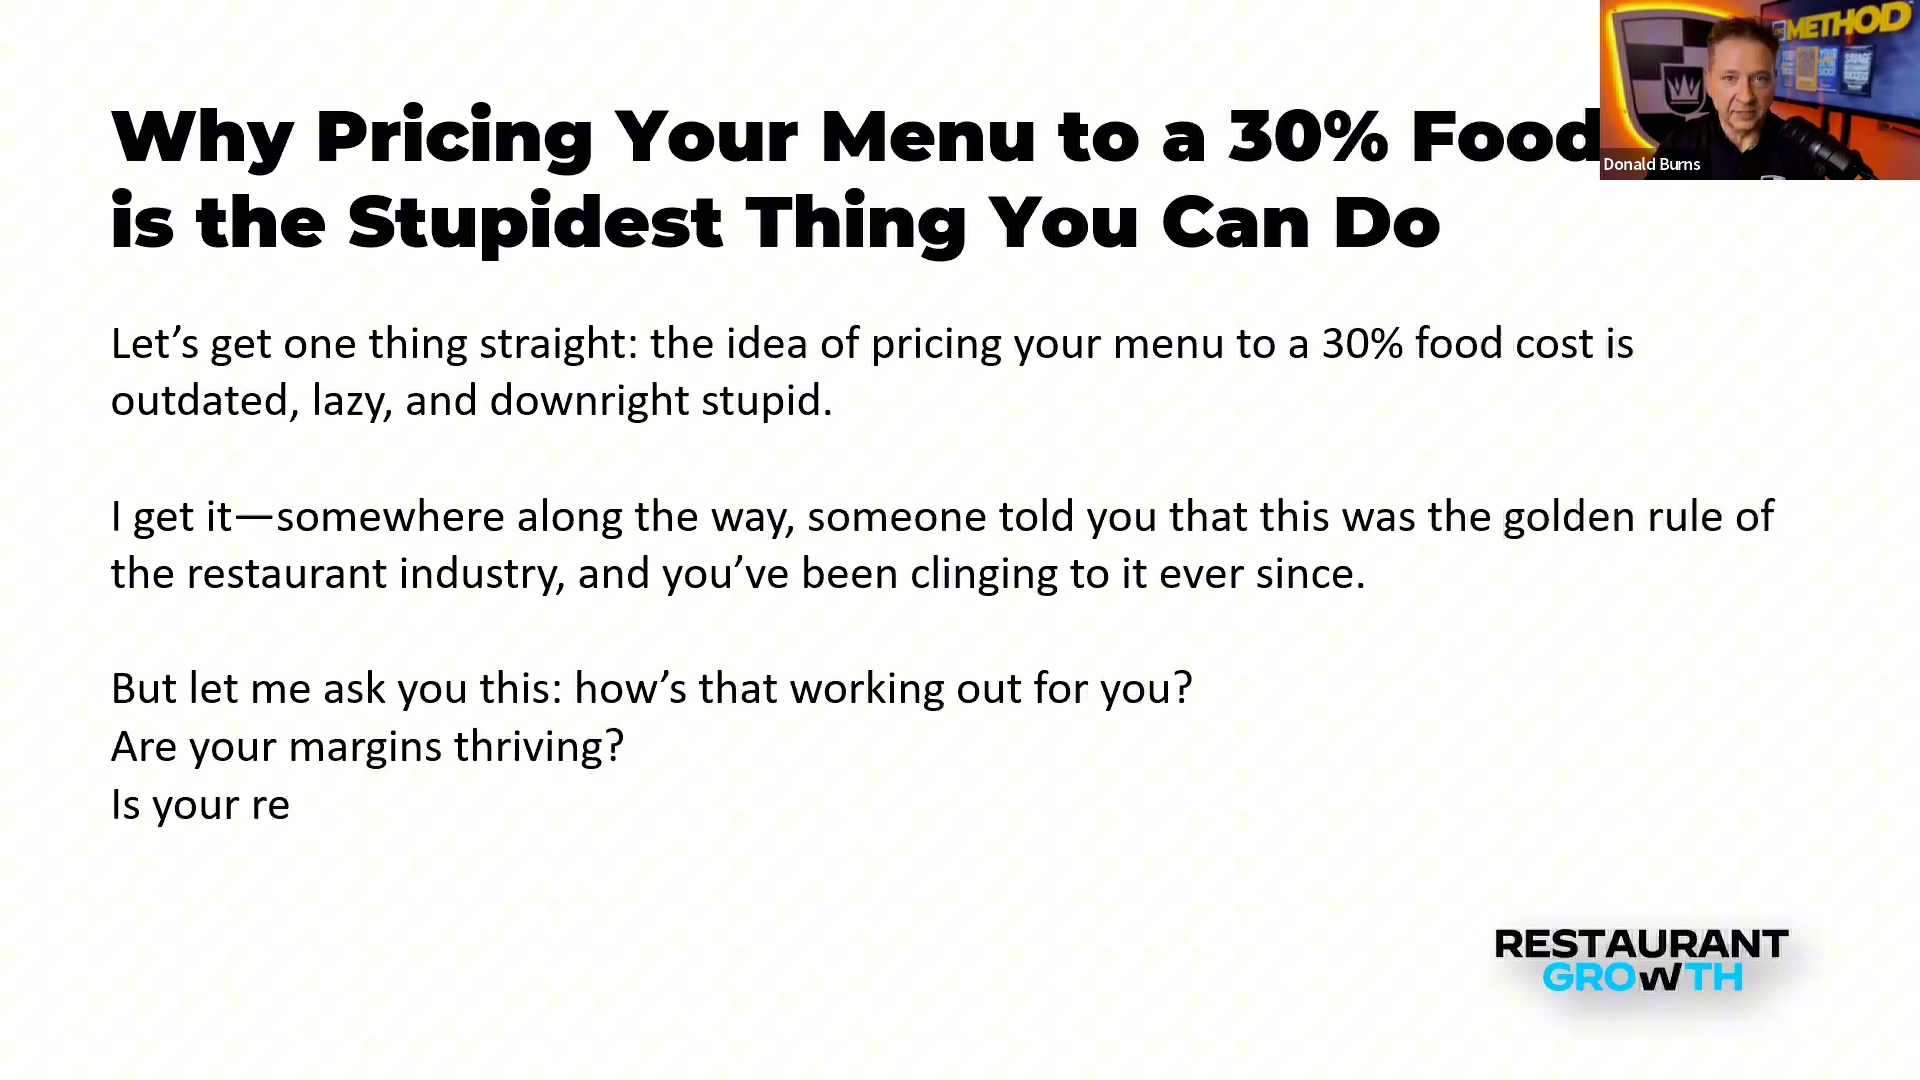 Why Pricing Your Menu to a 30% Food
is the Stupidest Thing You Can Do
METHOD
Donald Burns
Let’s get one thing straight: the idea of pricing your menu to a 30% food cost is
outdated, lazy, and downright stupid.
I get it—somewhere along the way, someone told you that this was the golden rule of
the restaurant industry, and you’ve been clinging to it ever since.
But let me ask you this: how’s that working out for you?
Are your margins thriving?
Is your re
RESTAURANT
GROWTH